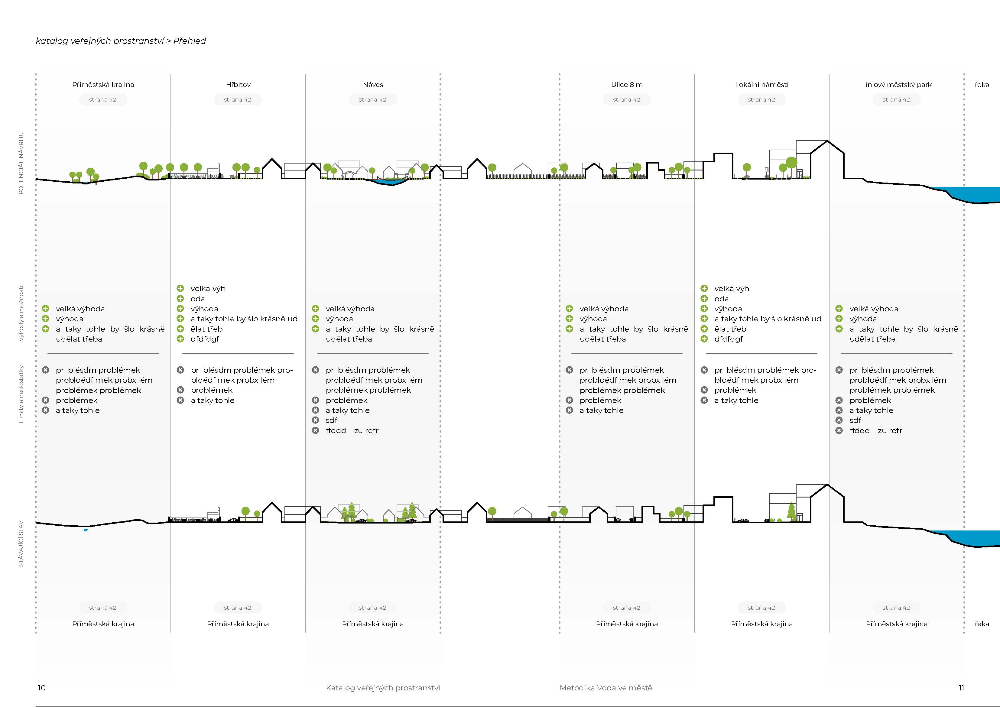 katalog veřejných prostranství > Přehled
Příměstská krajina
strana 42
Hřbitov
strana 42
Náves
strana 42
Ulice 8 m
strana 42
Lokální náměstí
strana 42
Liniový městský park
strana 42
řeka
POTENCIÁL NÁVRHU
Výhody a možnosti
velká výhoda
výhoda
a taky tohle by šlo krásně
udělat třeba
velká výh
oda
výhoda
a taky tohle by šlo krásně ud
ělat třeb
dfdfdgf
velká výhoda
výhoda
a taky tohle by šlo krásně
udělat třeba
velká výhoda
výhoda
a taky tohle by šlo krásně
udělat třeba
velká výh
oda
výhoda
a taky tohle by šlo krásně ud
ělat třeb
dfdfdgf
velká výhoda
výhoda
a taky tohle by šlo krásně
udělat třeba
Limity a nedostatky
pr blésdm problémek
probldédf mek probx lém
problémek problémek
problémek
a taky tohle
pr blésdm problémek pro-
bldédf mek probx lém
problémek
a taky tohle
pr blésdm problémek
probldédf mek probx lém
problémek problémek
problémek
a taky tohle
sdf
ffddd zu refr
pr blésdm problémek
probldédf mek probx lém
problémek problémek
problémek
a taky tohle
pr blésdm problémek pro-
bldédf mek probx lém
problémek
a taky tohle
pr blésdm problémek
probldédf mek probx lém
problémek problémek
problémek
a taky tohle
sdf
ffddd zu refr
STÁVAJÍCÍ STAV
strana 42
Příměstská krajina
strana 42
Příměstská krajina
strana 42
Příměstská krajina
strana 42
Příměstská krajina
strana 42
Příměstská krajina
strana 42
Příměstská krajina
řeka
10
Katalog veřejných prostranství
Metodika Voda ve městě
11